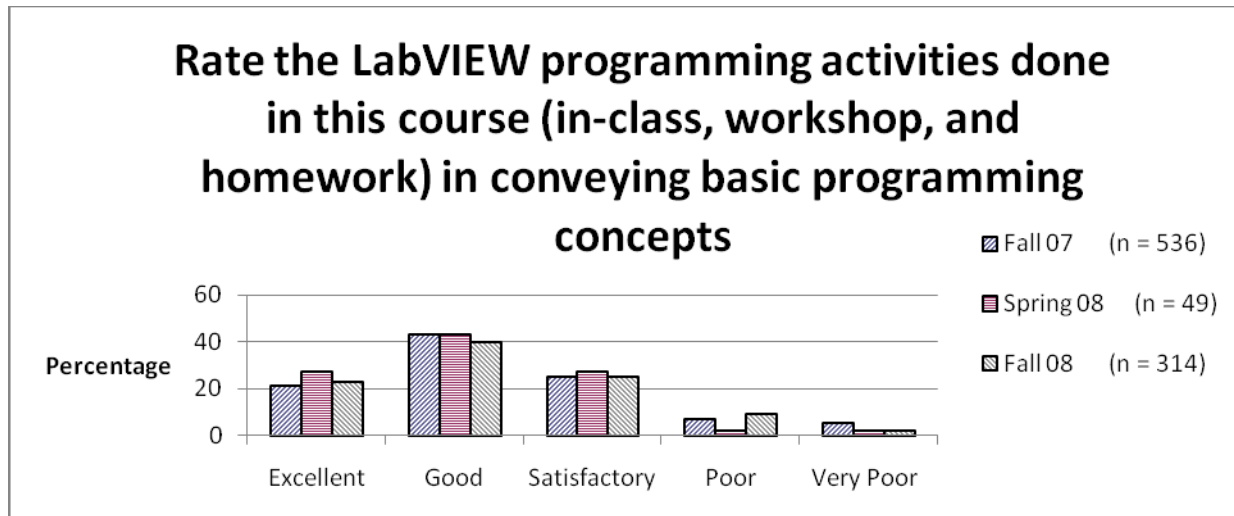 Rate the LabVIEW programming activities done
in this course (in-class, workshop, and
homework) in conveying basic programming
concepts
Fall 07 (n = 536)
Spring 08 (n = 49)
Fall 08 (n = 314)
Percentage
60
40
20
0
Excellent Good Satisfactory Poor Very Poor